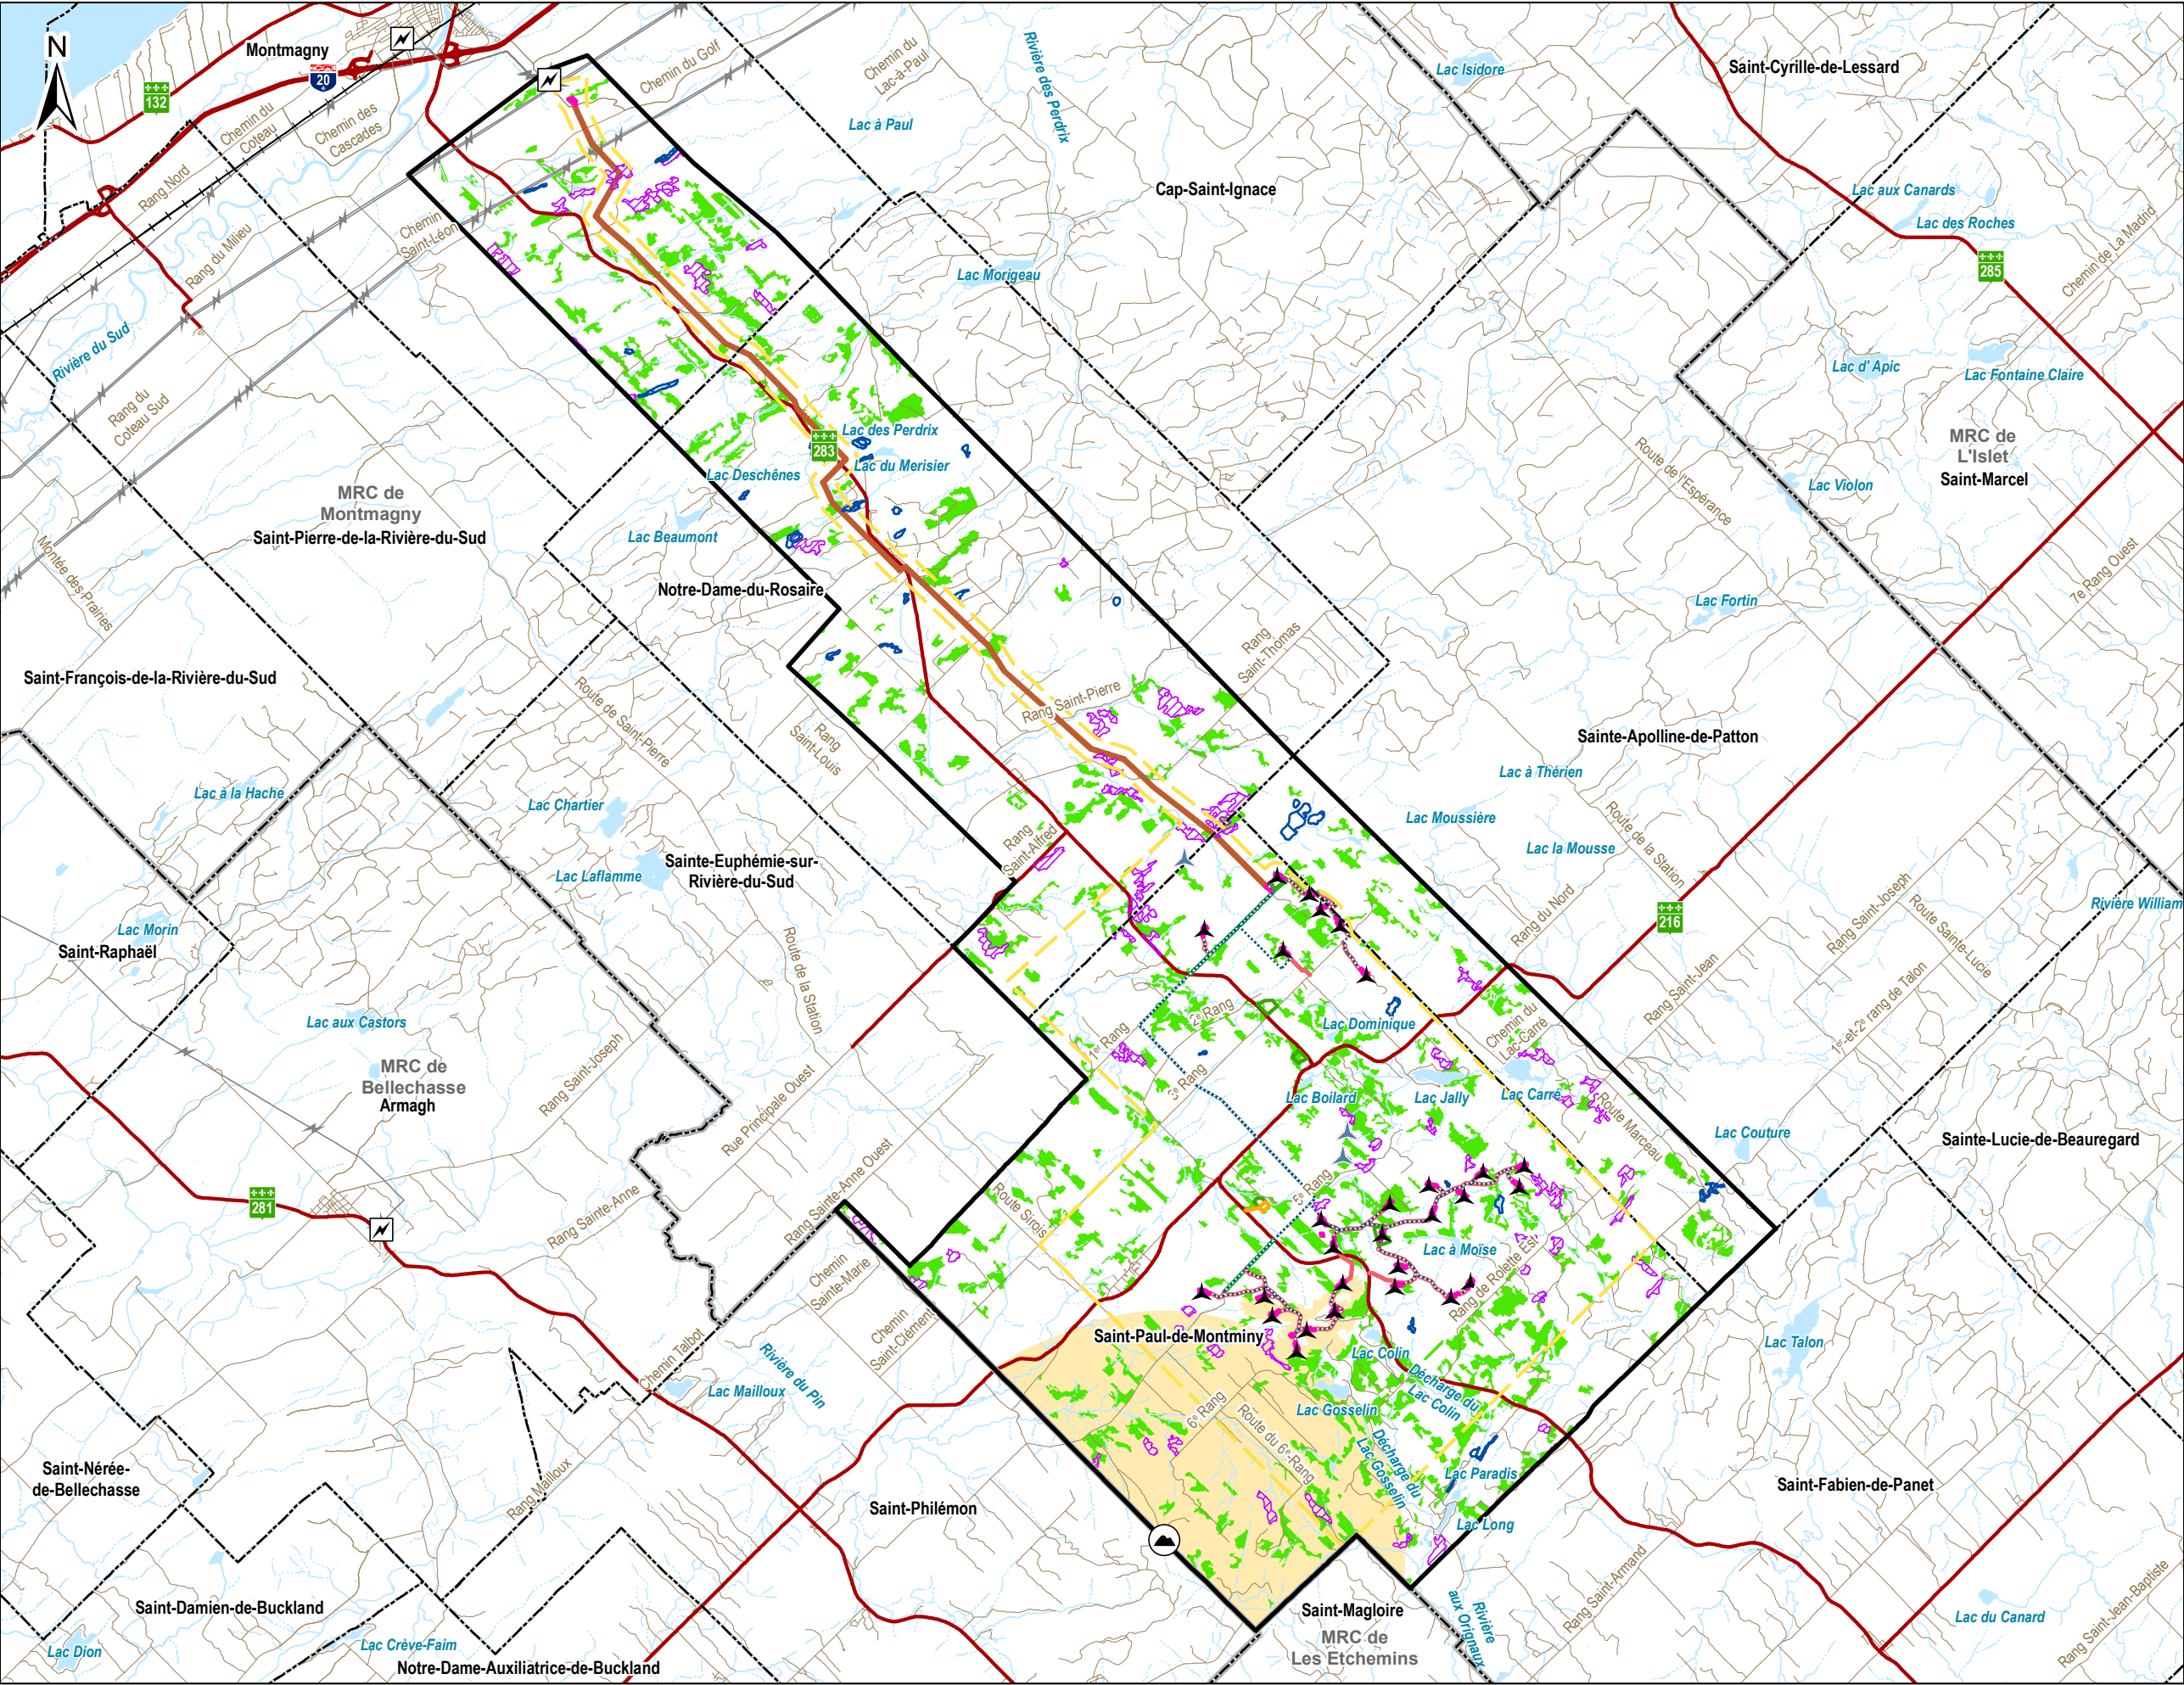 N
Montmagny
20
132
Chemin du
Coteau
Chemin des
Cascades
Chemin du Golf
Chemin du
Lac-à-Paul
Rivière des Perdrix
Lac à Paul
Lac Isidore
Saint-Cyrille-de-Lessard
Rang Nord
Cap-Saint-Ignace
Lac aux Canards
Lac des Roches
285
Chemin de La Madrid
Rang du Milieu
Chemin
Saint-Léon
Lac Morigeau
Rivière du Sud
Rang du
Coteau Sud
Lac d' Apic
Lac Fontaine Claire
Lac des Perdrix
283
Lac du Merisier
Lac Deschênes
MRC de
L'Islet
Saint-Marcel
Route de l'Espérance
Lac Violon
MRC de
Montmagny
Saint-Pierre-de-la-Rivière-du-Sud
Lac Beaumont
Montée des Prairies
Notre-Dame-du-Rosaire
7e Rang Ouest
Lac Fortin
Rang
Saint-Thomas
Saint-François-de-la-Rivière-du-Sud
Route de Saint-Pierre
Rang
Saint-Louis
Rang Saint-Pierre
Sainte-Apolline-de-Patton
Lac à Thérien
Lac à la Hache
Lac Chartier
Lac Moussière
Route de la Station
Lac la Mousse
Rang
Saint-Alfred
Sainte-Euphémie-sur-
Rivière-du-Sud
Lac Laflamme
Rivière William
Lac Morin
Saint-Raphaël
Route de la Station
Rang du Nord
216
Rang Saint-Joseph
Route Sainte-Lucie
Rang Saint-Jean
1er-et-2e rang de Talon
Lac aux Castors
2e Rang
Lac Dominique
Chemin du
Lac-Carré
1er Rang
3e Rang
MRC de
Bellechasse
Armagh
Rang Saint-Joseph
Rue Principale Ouest
Lac Boilard
Lac Jally
Lac Carré
Route Marceau
Lac Couture
Sainte-Lucie-de-Beauregard
281
Rang Sainte-Anne
Rang Sainte-Anne Ouest
Route Sirois
5e Rang
Lac à Moïse
Rang de Rolette Est
Chemin
Sainte-Marie
Chemin
Saint-Clément
Saint-Paul-de-Montminy
Lac Colin
Lac Talon
Chemin Talbot
Rivière du Pin
Lac Mailloux
Décharge du
Lac Colin
Lac Gosselin
6e Rang
Route du 6e-Rang
Décharge du
Lac Gosselin
Lac Paradis
Saint-Nérée-
de-Bellechasse
Rang Mailloux
Saint-Philémon
Lac Long
Saint-Fabien-de-Panet
Rang Saint-Armand
Saint-Damien-de-Buckland
Saint-Magloire
MRC de
Les Etchemins
Rivière
aux Orignaux
Lac du Canard
Rang Saint-Jean-Baptiste
Lac Dion
Lac Crève-Faim
Notre-Dame-Auxiliatrice-de-Buckland